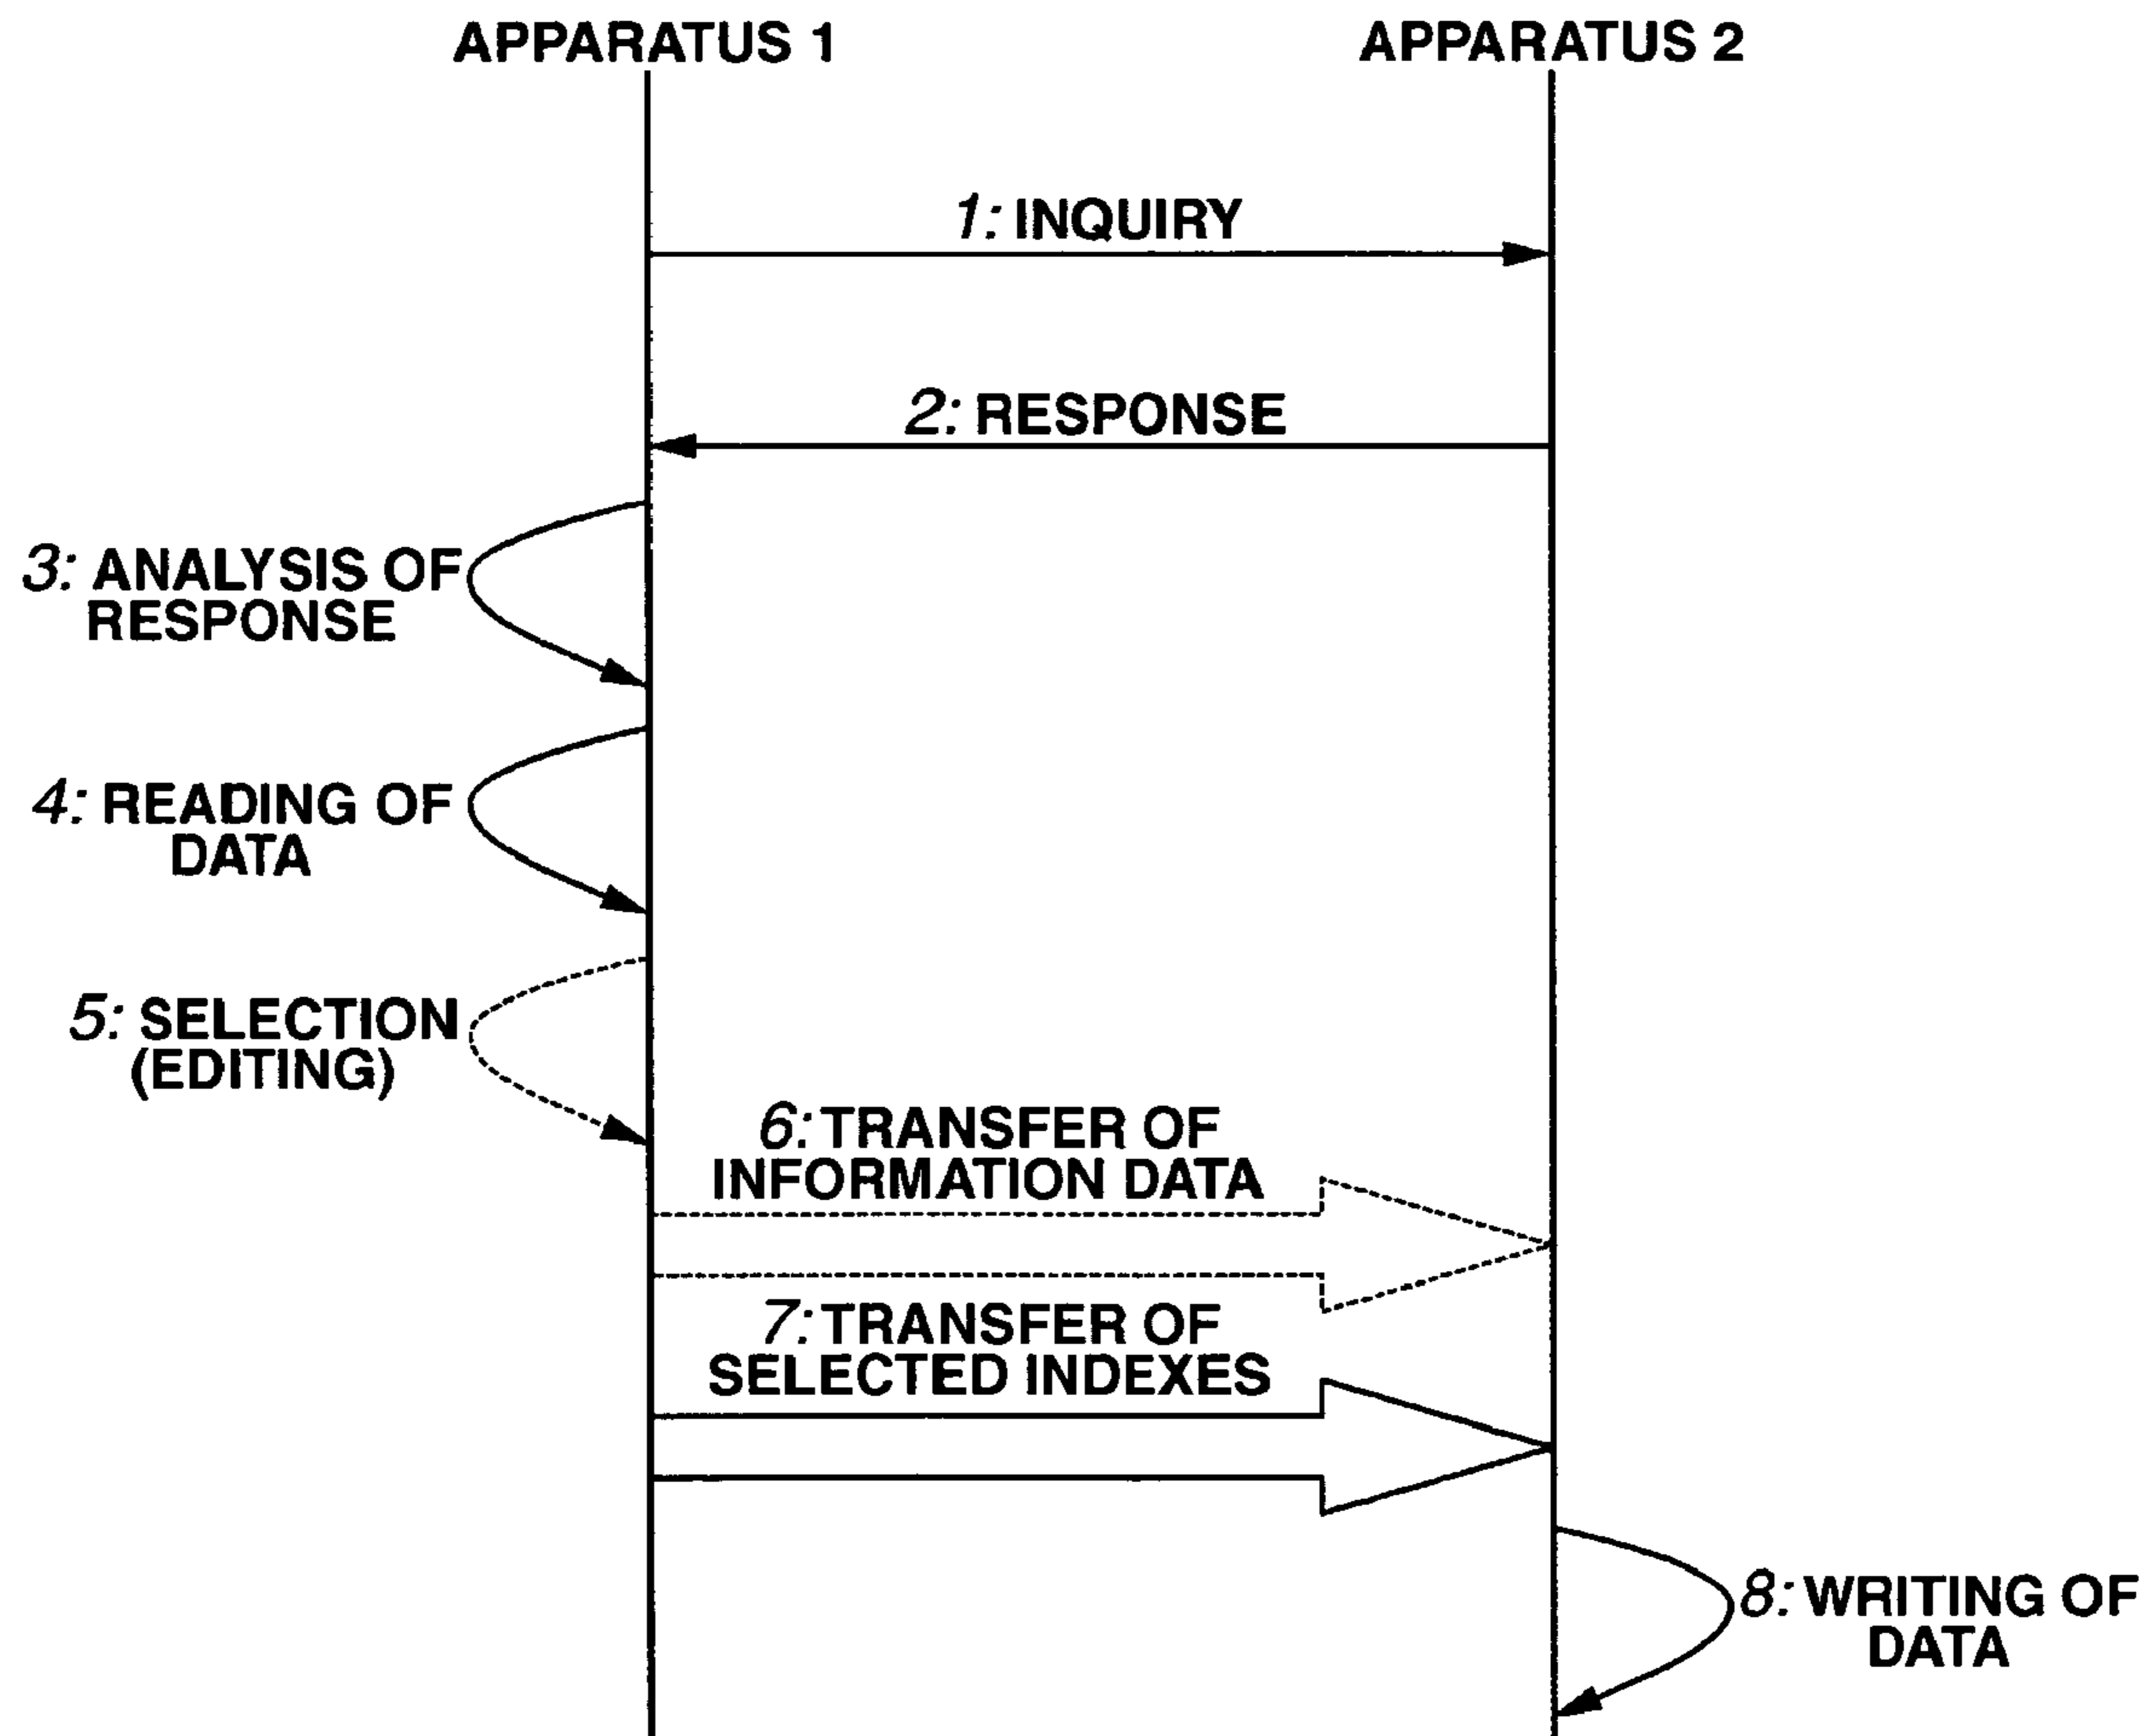 APPARATUS 1
APPARATUS 2
1: INQUIRY
2: RESPONSE
3: ANALYSIS OF
RESPONSE
4: READING OF
DATA
5: SELECTION
(EDITING)
6: TRANSFER OF
INFORMATION DATA
7: TRANSFER OF
SELECTED INDEXES
8: WRITING OF
DATA